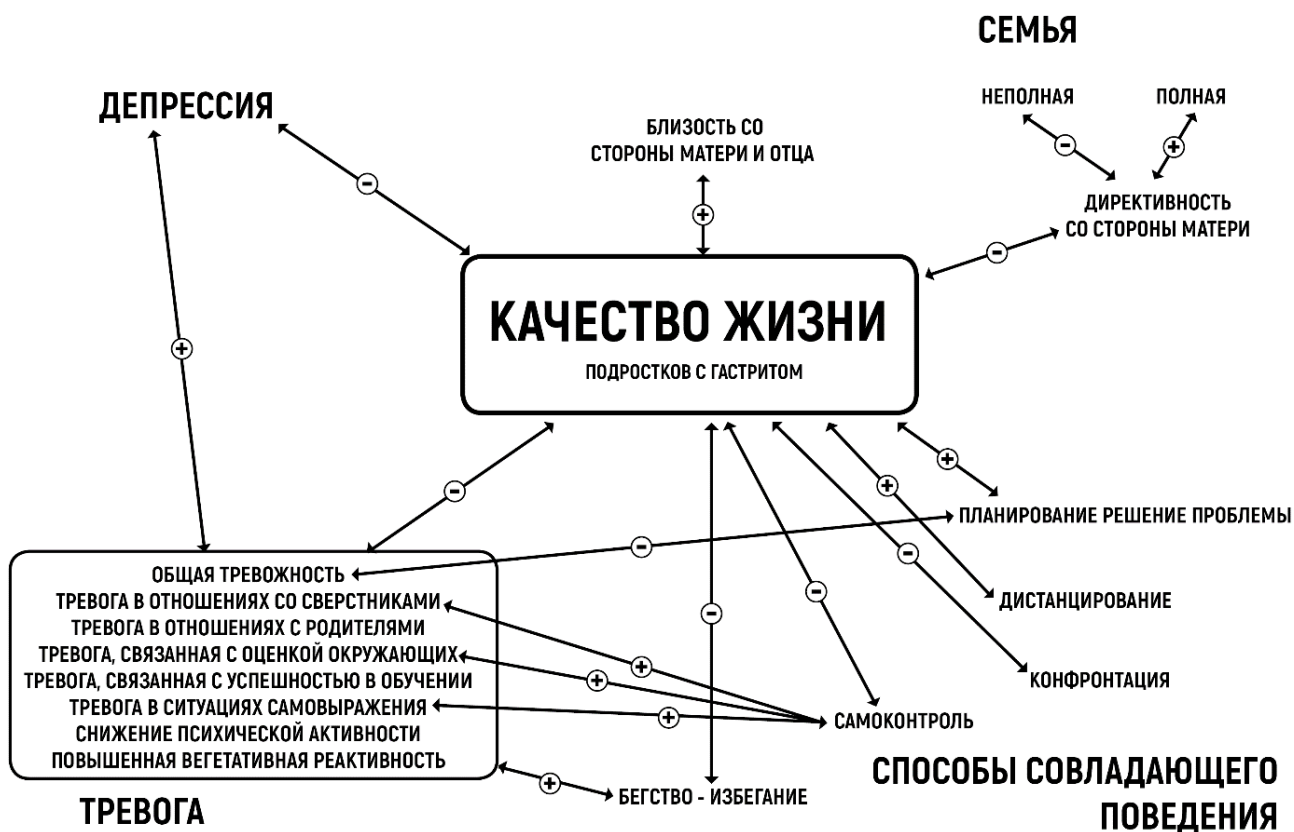 СЕМЬЯ
ДЕПРЕССИЯ
НЕПОЛНАЯ
ПОЛНАЯ
БЛИЗОСТЬ СО
СТОРОНЫ МАТЕРИ И ОТЦА
ДИРЕКТИВНОСТЬ
СО СТОРОНЫ МАТЕРИ
КАЧЕСТВО ЖИЗНИ
ПОДРОСТКОВ С ГАСТРИТОМ
ПЛАНИРОВАНИЕ РЕШЕНИЕ ПРОБЛЕМЫ
ДИСТАНЦИРОВАНИЕ
КОНФРОНТАЦИЯ
САМОКОНТРОЛЬ
БЕГСТВО - ИЗБЕГАНИЕ
СПОСОБЫ СОВЛАДАЮЩЕГО
ПОВЕДЕНИЯ
ОБЩАЯ ТРЕВОЖНОСТЬ
ТРЕВОГА В ОТНОШЕНИЯХ СО СВЕРСТНИКАМИ
ТРЕВОГА В ОТНОШЕНИЯХ С РОДИТЕЛЯМИ
ТРЕВОГА, СВЯЗАННАЯ С ОЦЕНКОЙ ОКРУЖАЮЩИХ
ТРЕВОГА, СВЯЗАННАЯ С УСПЕШНОСТЬЮ В ОБУЧЕНИИ
ТРЕВОГА В СИТУАЦИЯХ САМОВЫРАЖЕНИЯ
СНИЖЕНИЕ ПСИХИЧЕСКОЙ АКТИВНОСТИ
ПОВЫШЕННАЯ ВЕГЕТАТИВНАЯ РЕАКТИВНОСТЬ
ТРЕВОГА